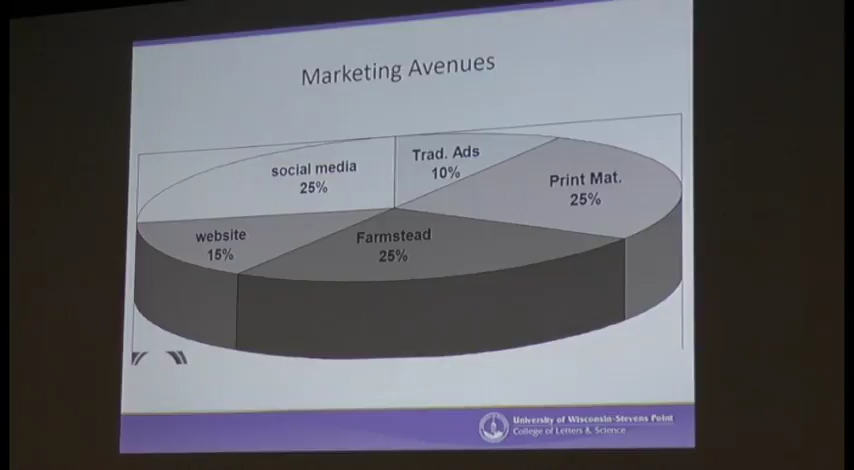 Marketing Avenues
social media
25%
Trad. Ads
10%
Print Mat.
25%
website
15%
Farmstead
25%
University of Wisconsin-Stevens Point
College of Letters & Science